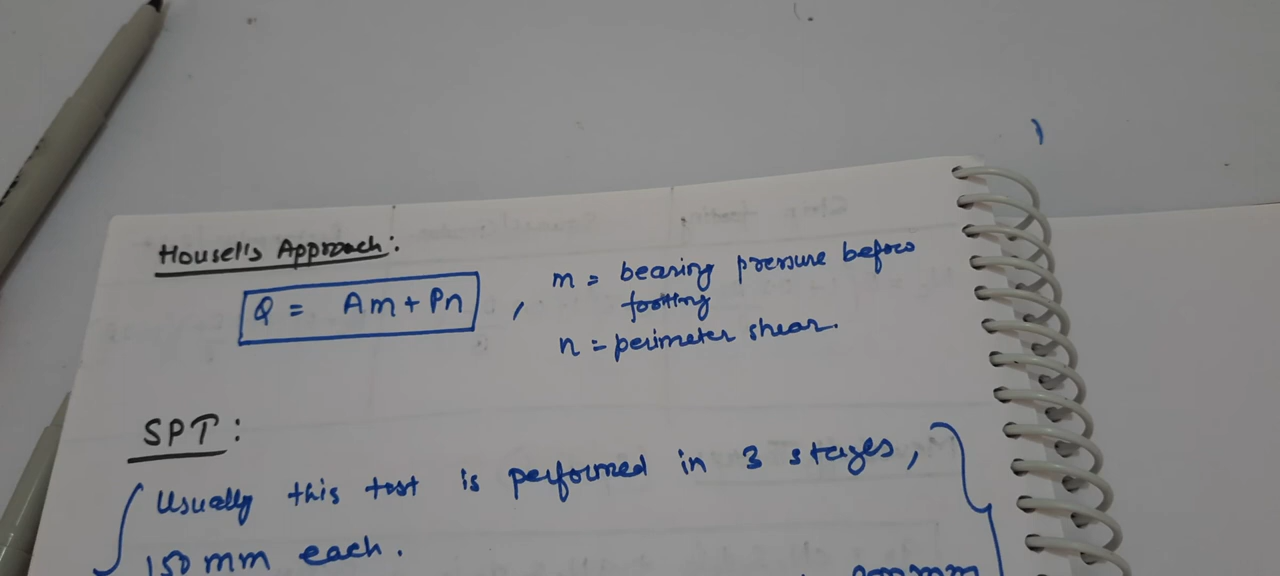 Housel's Approach:
Q = Am + Pn , m = bearing pressure before
footing
n = perimeter shear.
SPT:
Usually this test is performed in 3 stages,
150 mm each.